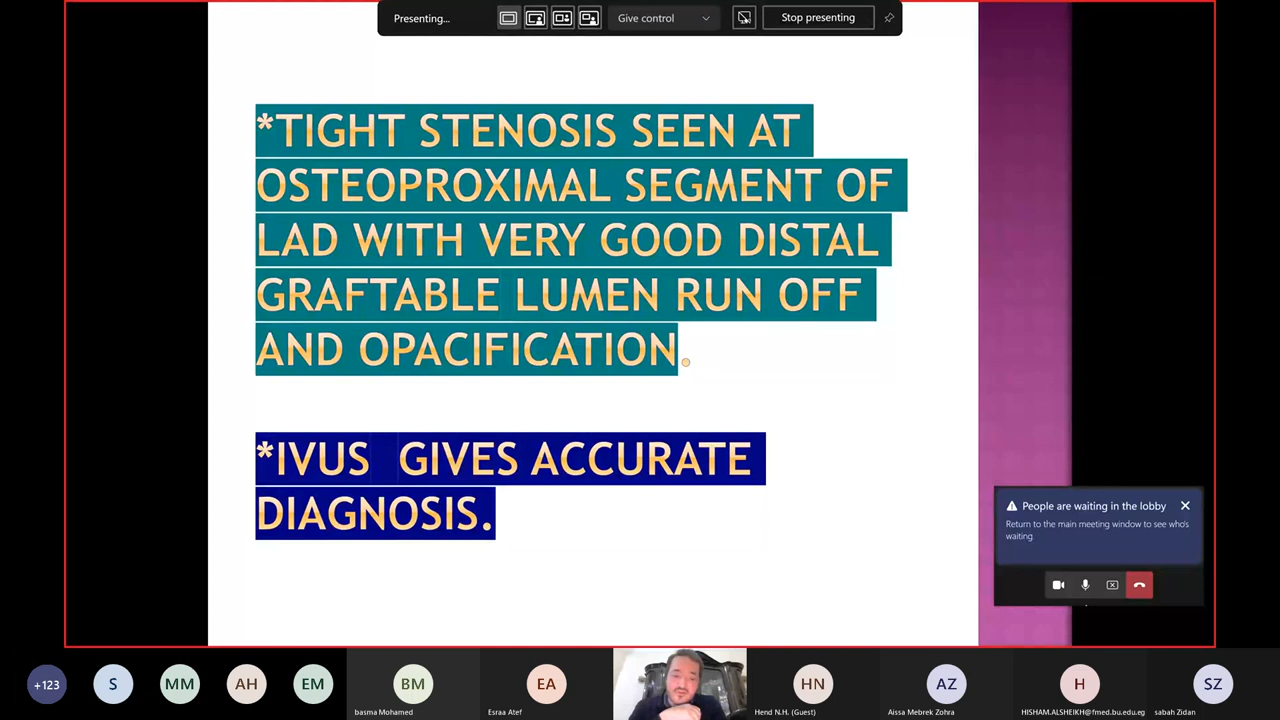 Presenting...
Give control
Stop presenting
*TIGHT STENOSIS SEEN AT
OSTEOPROXIMAL SEGMENT OF
LAD WITH VERY GOOD DISTAL
GRAFTABLE LUMEN RUN OFF
AND OPACIFICATION.
*IVUS GIVES ACCURATE
DIAGNOSIS.
People are waiting in the lobby
Return to the main meeting window to see who's
waiting
+123
S
MM
AH
EM
BM
EA
HN
AZ
H
SZ
basma Mohamed
Esraa Atef
Hend N.H. (Guest)
Aissa Mebrek Zohra
HISHAM.ALSHEIKH@fmed.bu.edu.eg
sabah Zidan